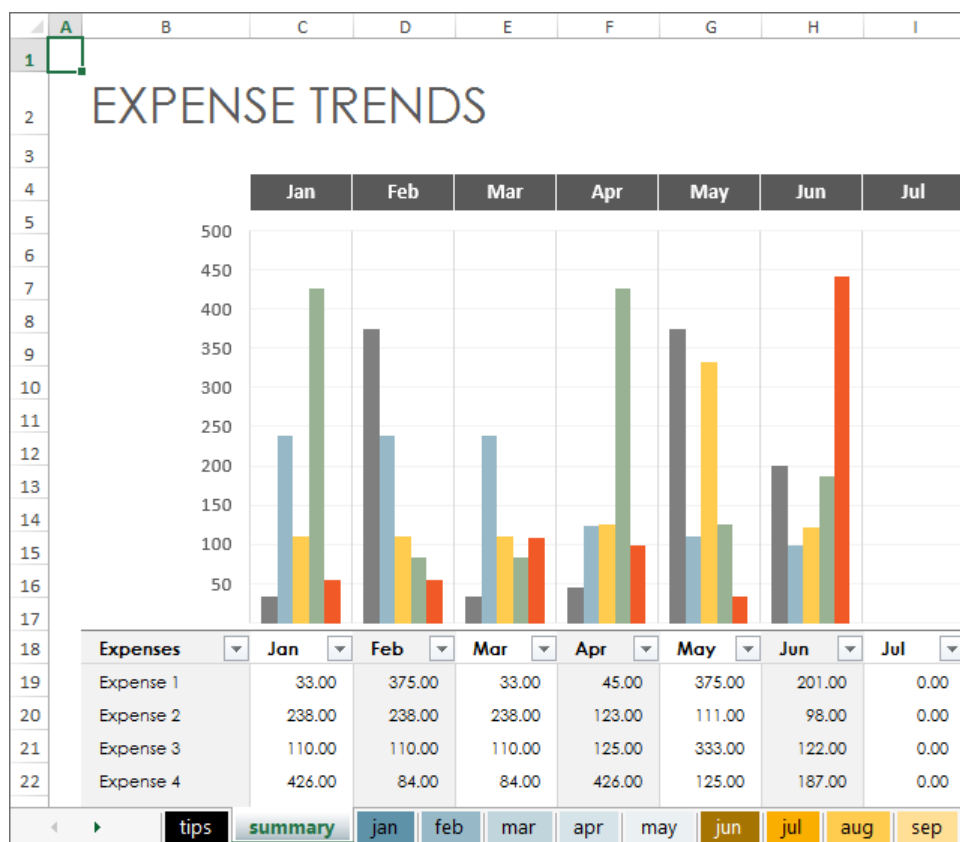 A B C D E F G H I
1
2 EXPENSE TRENDS
3
4 Jan Feb Mar Apr May Jun Jul
5 500
6 450
7 400
8 350
9
10 300
11 250
12 200
13 150
14
15 100
16 50
17
18 Expenses Jan Feb Mar Apr May Jun Jul
19 Expense 1 33.00 375.00 33.00 45.00 375.00 201.00 0.00
20 Expense 2 238.00 238.00 238.00 123.00 111.00 98.00 0.00
21 Expense 3 110.00 110.00 110.00 125.00 333.00 122.00 0.00
22 Expense 4 426.00 84.00 84.00 426.00 125.00 187.00 0.00
tips summary jan feb mar apr may jun jul aug sep